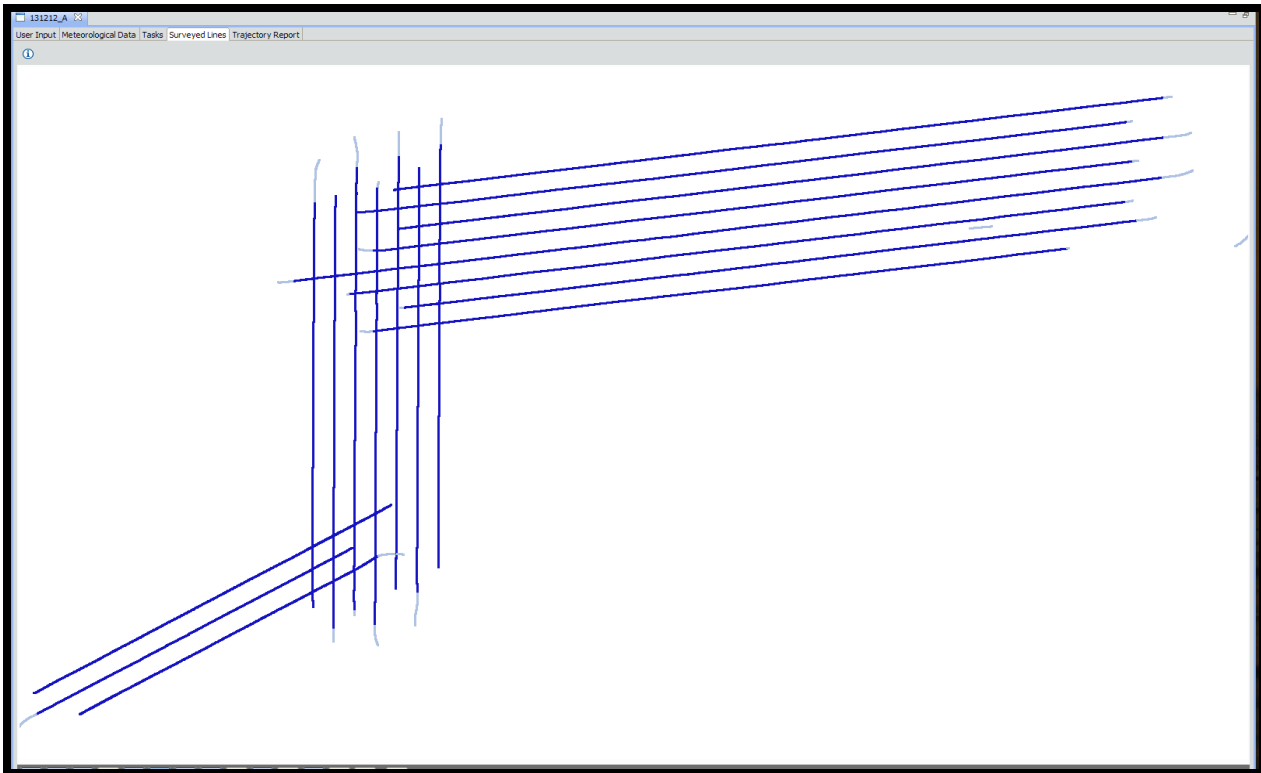 131212_A
User Input Meteorological Data Tasks Surveyed Lines Trajectory Report